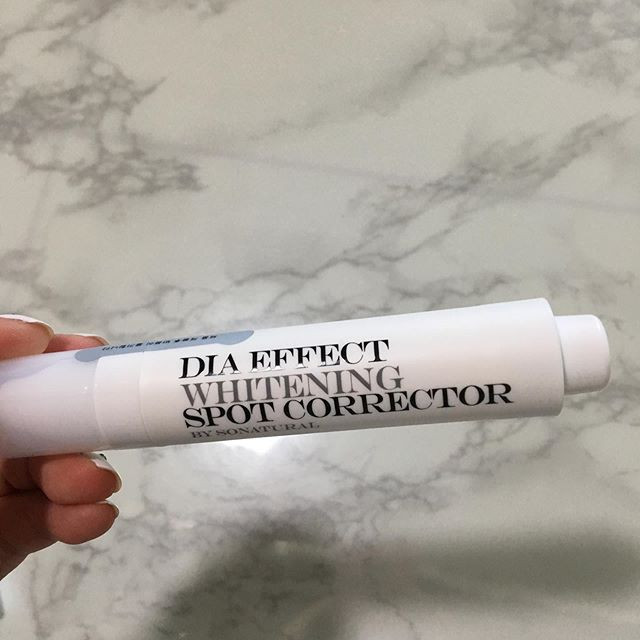 DIA EFFECT
WHITENING
SPOT CORRECTOR
BY SONATURAL